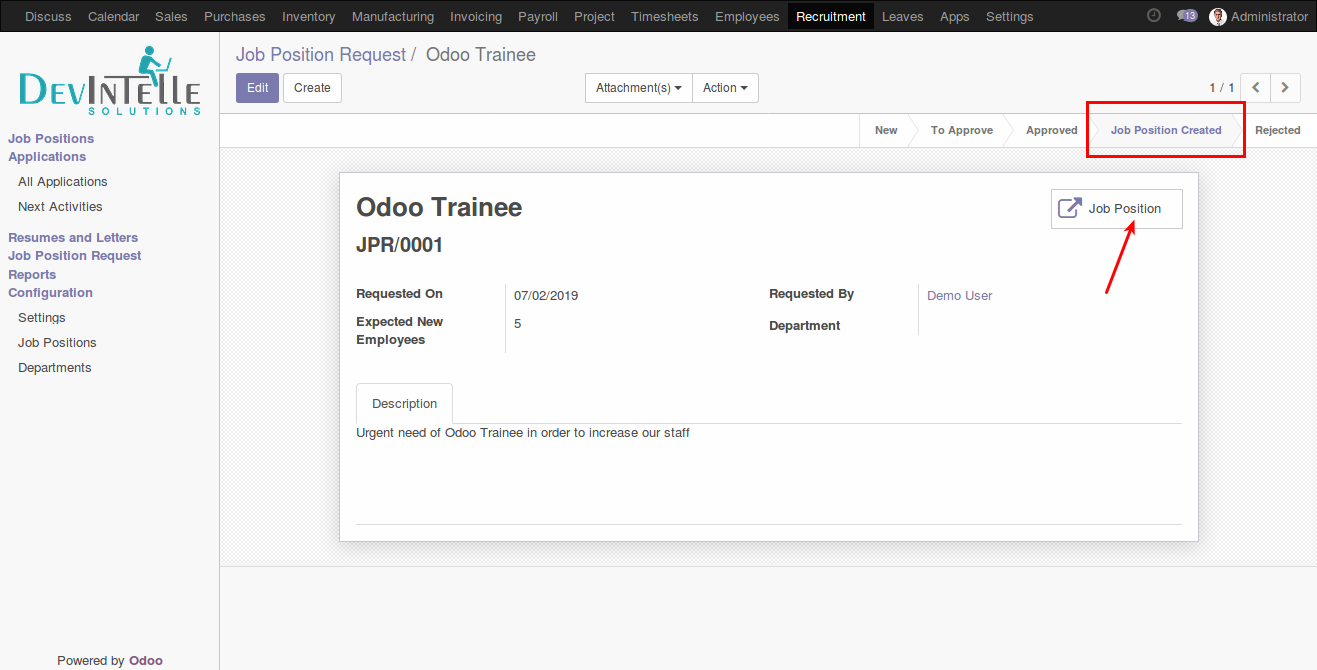 Discuss Calendar Sales Purchases Inventory Manufacturing Invoicing Payroll Project Timesheets Employees Recruitment Leaves Apps Settings 13 Administrator
DEVINTELLE
SOLUTIONS
Job Positions
Applications
All Applications
Next Activities
Resumes and Letters
Job Position Request
Reports
Configuration
Settings
Job Positions
Departments
Powered by Odoo
Job Position Request / Odoo Trainee
Edit Create Attachment(s) Action 1 / 1
New To Approve Approved Job Position Created Rejected
Odoo Trainee
Job Position
JPR/0001
Requested On 07/02/2019
Expected New Employees 5
Requested By Demo User
Department
Description
Urgent need of Odoo Trainee in order to increase our staff